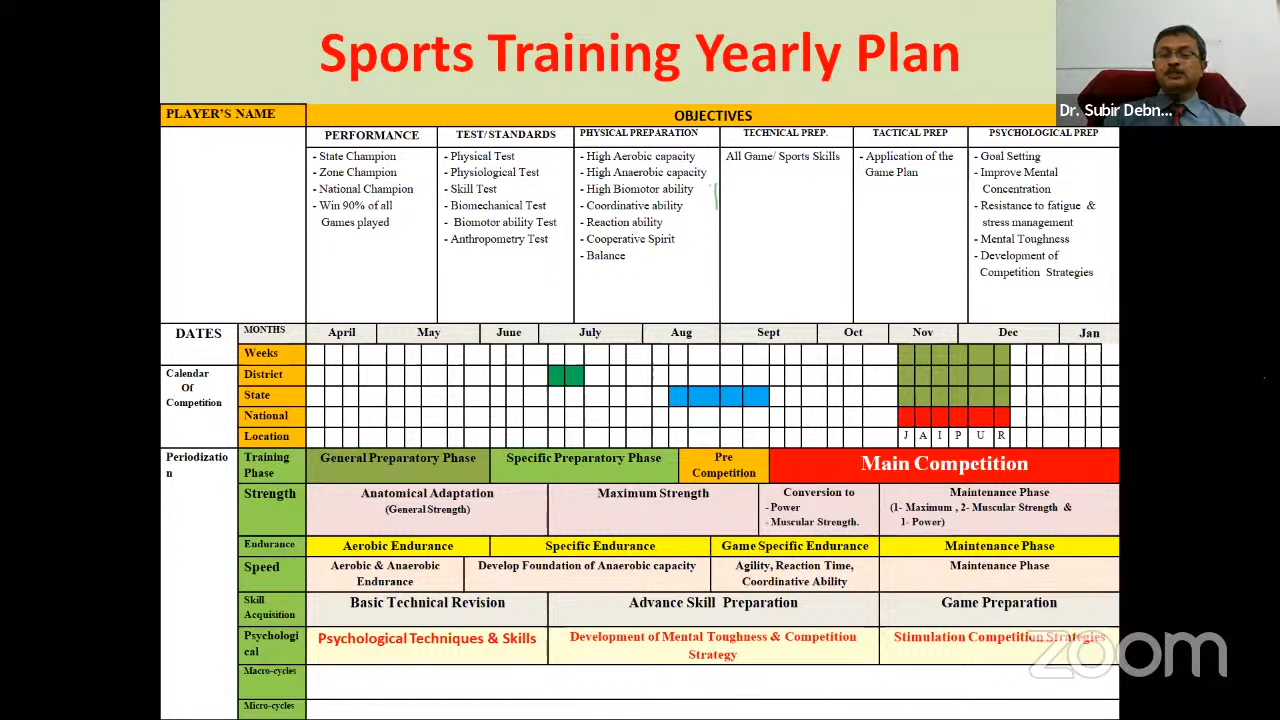 Sports Training Yearly Plan
Dr. Subir Debn...
PLAYER'S NAME
OBJECTIVES
PERFORMANCE
- State Champion
- Zone Champion
- National Champion
- Win 90% of all
Games played
TEST/ STANDARDS
- Physical Test
- Physiological Test
- Skill Test
- Biomechanical Test
- Biomotor ability Test
- Anthropometry Test
PHYSICAL PREPARATION
- High Aerobic capacity
- High Anaerobic capacity
- High Biomotor ability
- Coordinative ability
- Reaction ability
- Cooperative Spirit
- Balance
TECHNICAL PREP.
All Game/ Sports Skills
TACTICAL PREP
- Application of the
Game Plan
PSYCHOLOGICAL PREP
- Goal Setting
- Improve Mental
Concentration
- Resistance to fatigue &
stress management
- Mental Toughness
- Development of
Competition Strategies
DATES
MONTHS
April May June July Aug Sept Oct Nov Dec Jan
Weeks
Calendar
Of
Competition
District
State
National
Location
J A I P U R
Periodizatio
n
Training
Phase
General Preparatory Phase
Specific Preparatory Phase
Pre
Competition
Main Competition
Strength
Anatomical Adaptation
(General Strength)
Maximum Strength
Conversion to
- Power
- Muscular Strength.
Maintenance Phase
(1- Maximum , 2- Muscular Strength &
1- Power)
Endurance
Aerobic Endurance
Specific Endurance
Game Specific Endurance
Maintenance Phase
Speed
Aerobic & Anaerobic
Endurance
Develop Foundation of Anaerobic capacity
Agility, Reaction Time,
Coordinative Ability
Maintenance Phase
Skill
Acquisition
Basic Technical Revision
Advance Skill Preparation
Game Preparation
Psychologi
cal
Psychological Techniques & Skills
Development of Mental Toughness & Competition
Strategy
Stimulation Competition Strategies
Macro-cycles
Micro-cycles
zoom